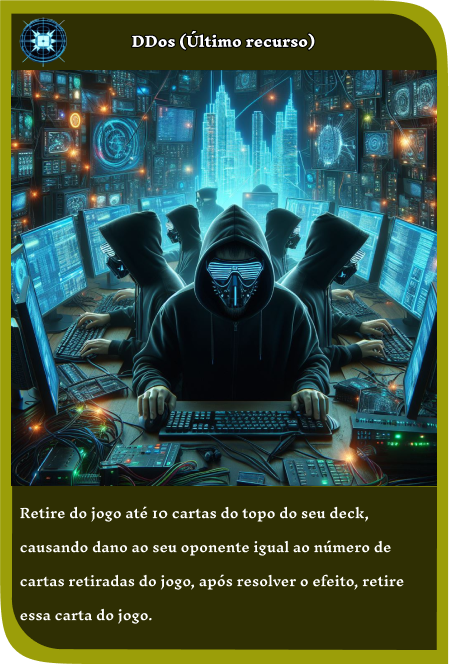 DDos (Último recurso)
Retire do jogo até 10 cartas do topo do seu deck,
causando dano ao seu oponente igual ao número de
cartas retiradas do jogo, após resolver o efeito, retire
essa carta do jogo.